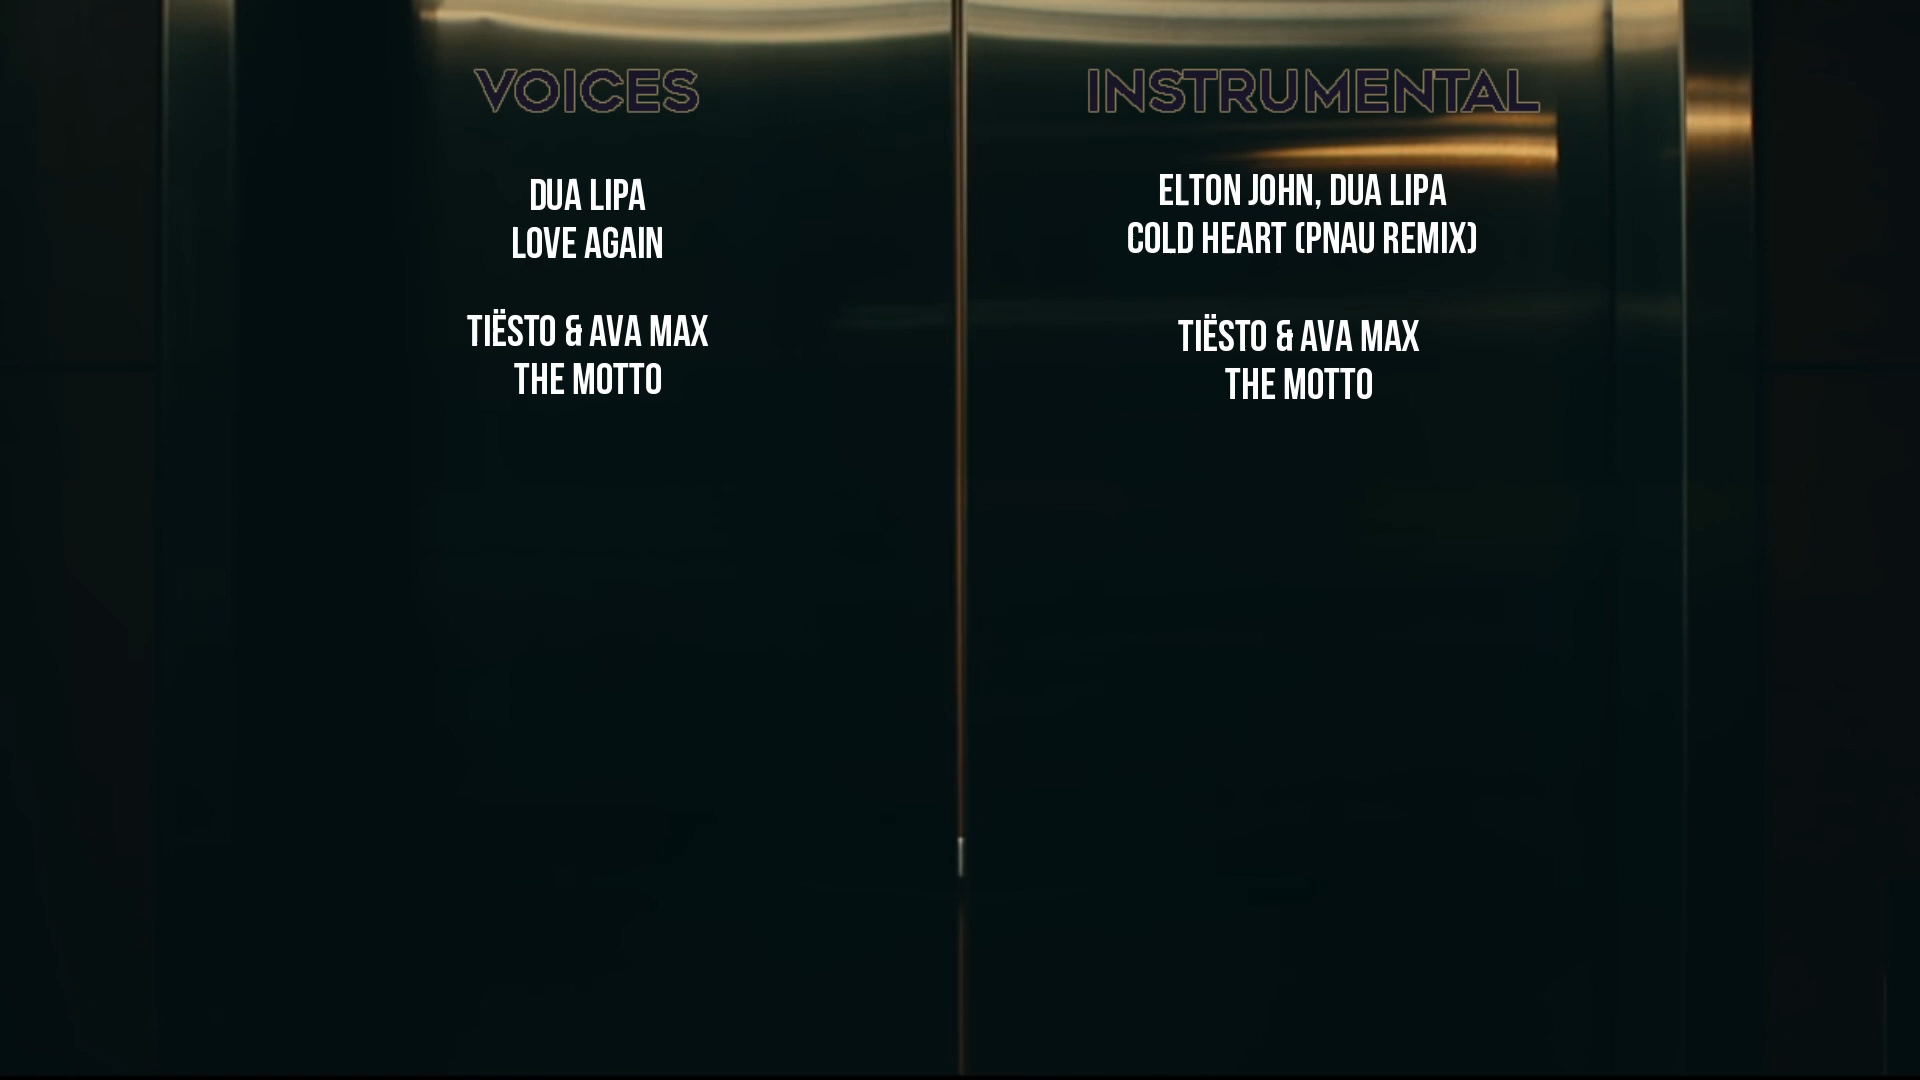 VOICES
DUA LIPA
LOVE AGAIN
TIËSTO & AVA MAX
THE MOTTO
INSTRUMENTAL
ELTON JOHN, DUA LIPA
COLD HEART (PNAU REMIX)
TIËSTO & AVA MAX
THE MOTTO